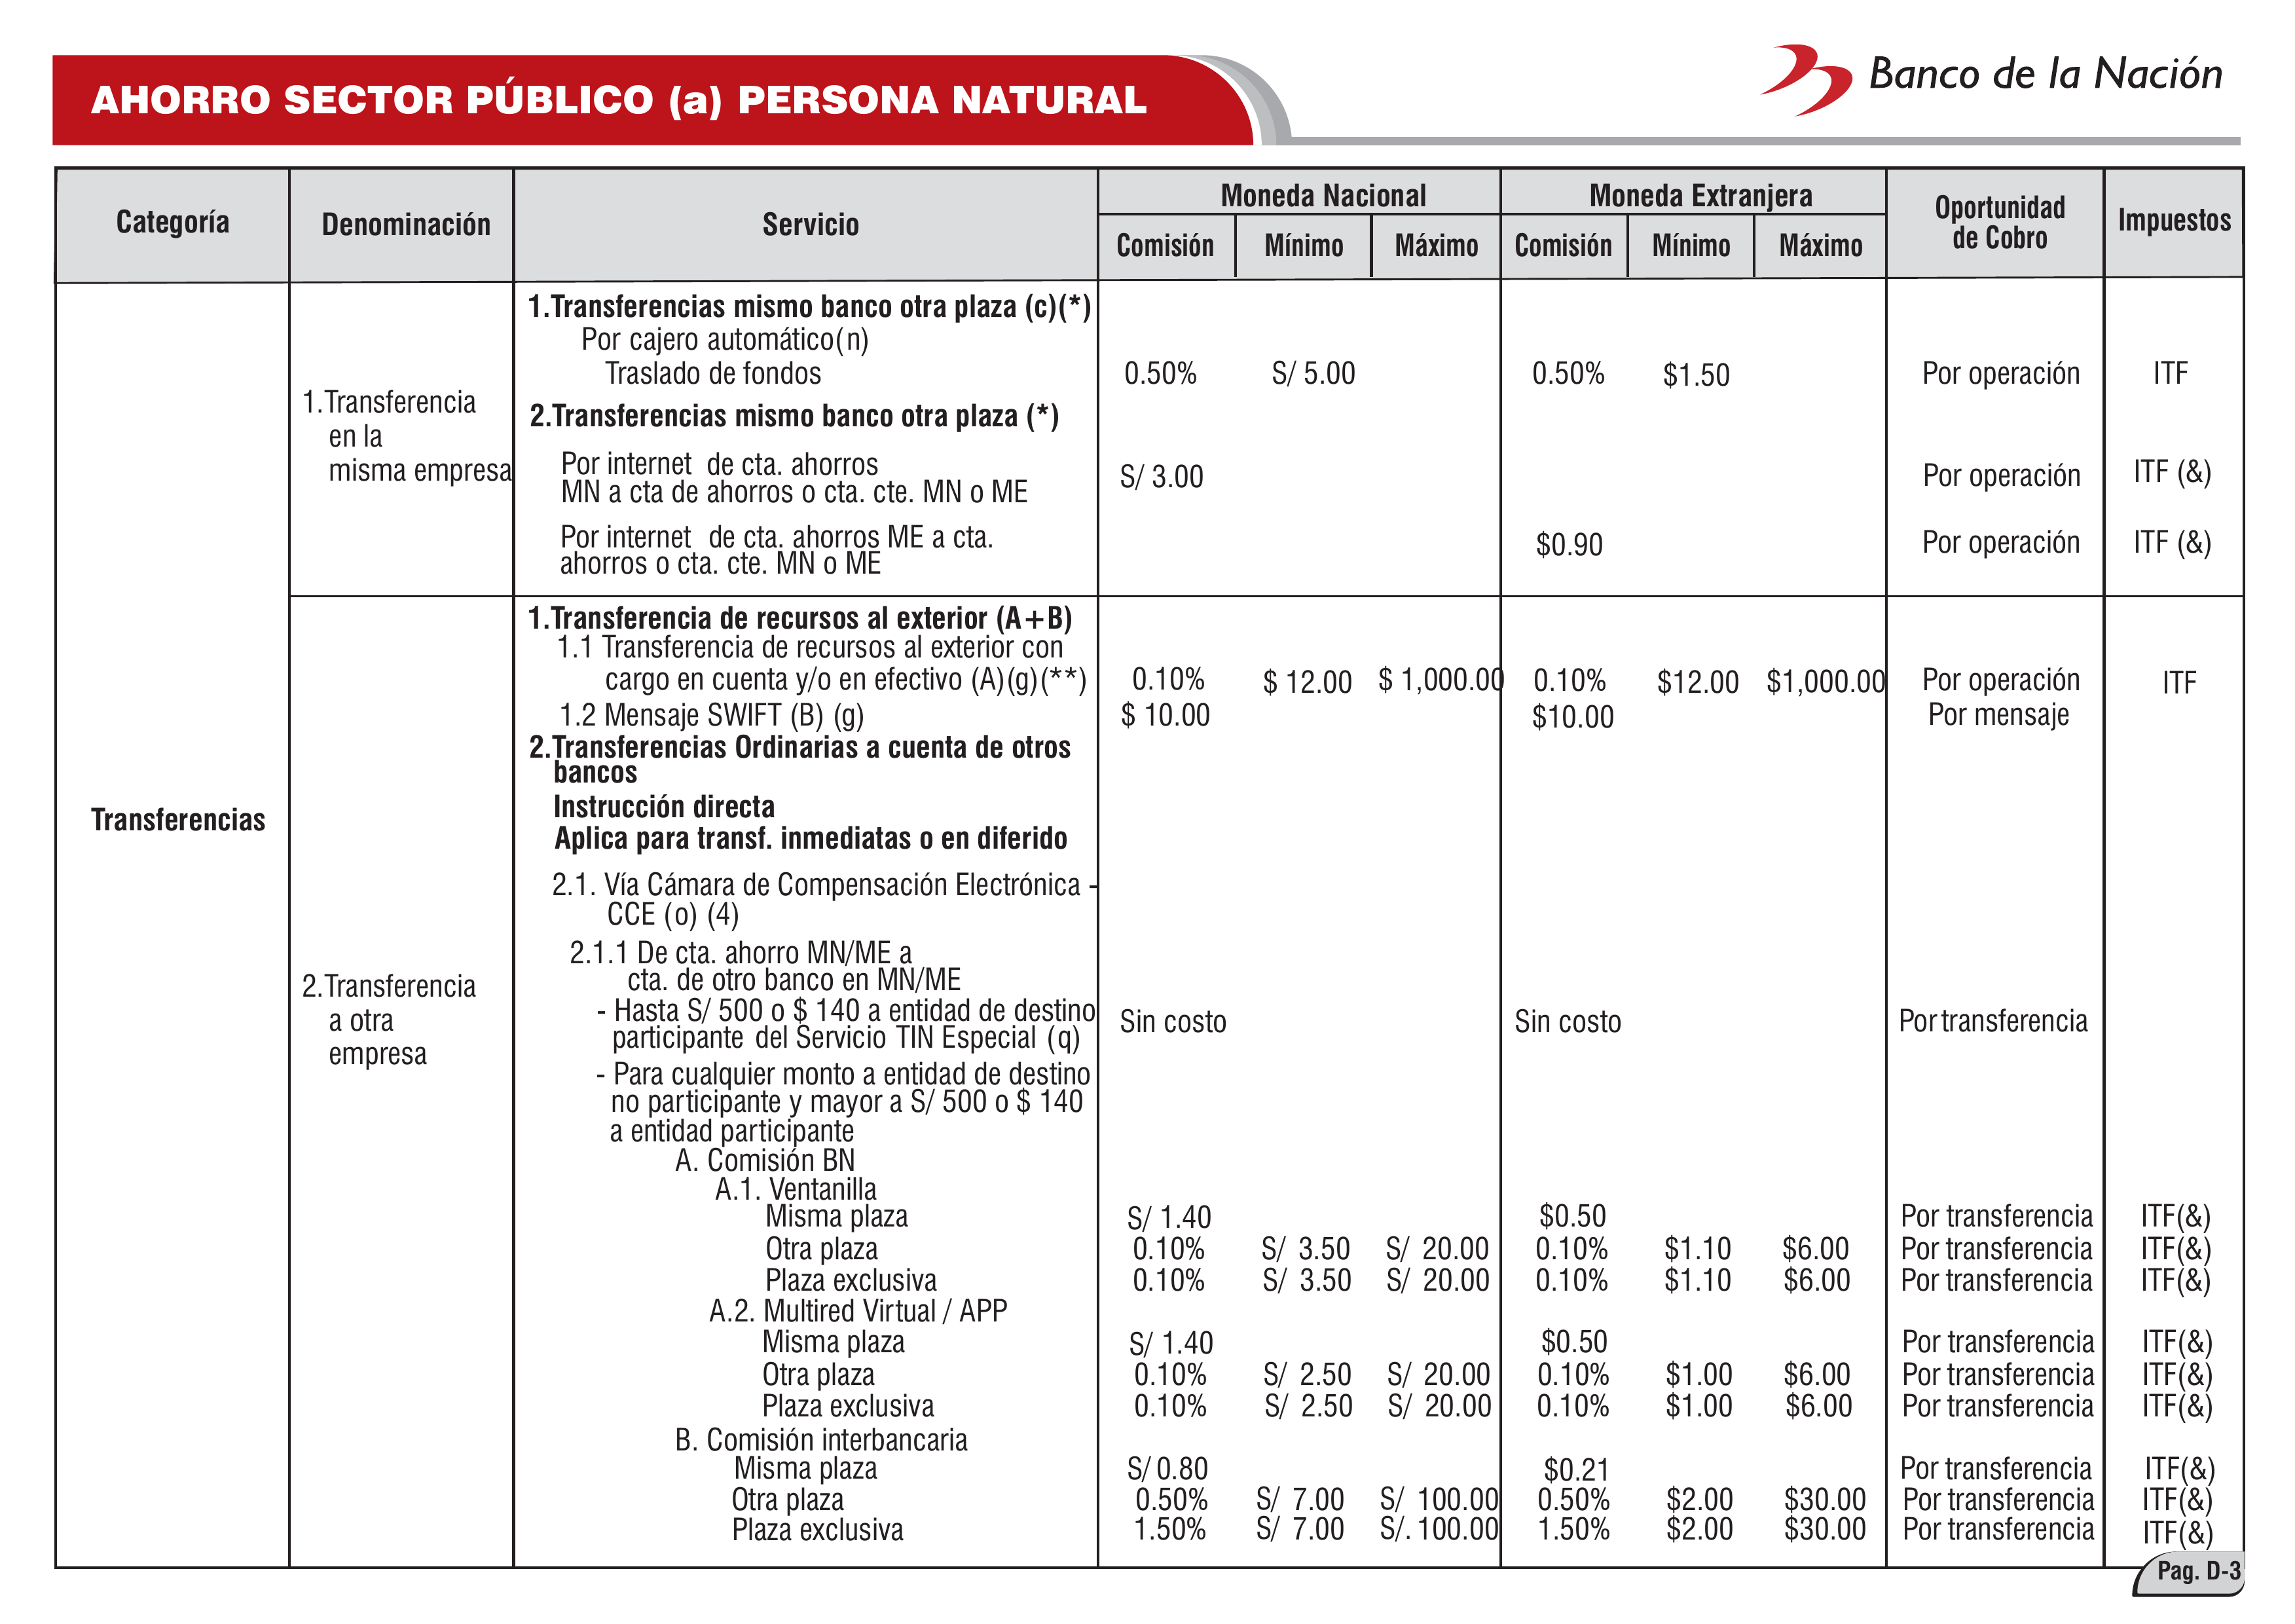 AHORRO SECTOR PÚBLICO (a) PERSONA NATURAL
Banco de la Nación
Categoría Denominación Servicio Moneda Nacional Moneda Extranjera Oportunidad de Cobro Impuestos
Comisión Mínimo Máximo Comisión Mínimo Máximo
Transferencias
1.Transferencia
en la
misma empresa
1.Transferencias mismo banco otra plaza (c)(*)
Por cajero automático(n)
Traslado de fondos 0.50% S/ 5.00 0.50% $1.50 Por operación ITF
2.Transferencias mismo banco otra plaza (*)
Por internet de cta. ahorros
MN a cta de ahorros o cta. cte. MN o ME S/ 3.00 Por operación ITF (&)
Por internet de cta. ahorros ME a cta.
ahorros o cta. cte. MN o ME $0.90 Por operación ITF (&)
2.Transferencia
a otra
empresa
1.Transferencia de recursos al exterior (A+B)
1.1 Transferencia de recursos al exterior con
cargo en cuenta y/o en efectivo (A)(g)(**) 0.10% $ 12.00 $ 1,000.00 0.10% $12.00 $1,000.00 Por operación ITF
1.2 Mensaje SWIFT (B) (g) $ 10.00 $10.00 Por mensaje
2.Transferencias Ordinarias a cuenta de otros
bancos
Instrucción directa
Aplica para transf. inmediatas o en diferido
2.1. Vía Cámara de Compensación Electrónica -
CCE (o) (4)
2.1.1 De cta. ahorro MN/ME a
cta. de otro banco en MN/ME
- Hasta S/ 500 o $ 140 a entidad de destino
participante del Servicio TIN Especial (q) Sin costo Sin costo Por transferencia
- Para cualquier monto a entidad de destino
no participante y mayor a S/ 500 o $ 140
a entidad participante
A. Comisión BN
A.1. Ventanilla
Misma plaza S/ 1.40 $0.50 Por transferencia ITF(&)
Otra plaza 0.10% S/ 3.50 S/ 20.00 0.10% $1.10 $6.00 Por transferencia ITF(&)
Plaza exclusiva 0.10% S/ 3.50 S/ 20.00 0.10% $1.10 $6.00 Por transferencia ITF(&)
A.2. Multired Virtual / APP
Misma plaza S/ 1.40 $0.50 Por transferencia ITF(&)
Otra plaza 0.10% S/ 2.50 S/ 20.00 0.10% $1.00 $6.00 Por transferencia ITF(&)
Plaza exclusiva 0.10% S/ 2.50 S/ 20.00 0.10% $1.00 $6.00 Por transferencia ITF(&)
B. Comisión interbancaria
Misma plaza S/ 0.80 $0.21 Por transferencia ITF(&)
Otra plaza 0.50% S/ 7.00 S/ 100.00 0.50% $2.00 $30.00 Por transferencia ITF(&)
Plaza exclusiva 1.50% S/ 7.00 S/. 100.00 1.50% $2.00 $30.00 Por transferencia ITF(&)
Pag. D-3